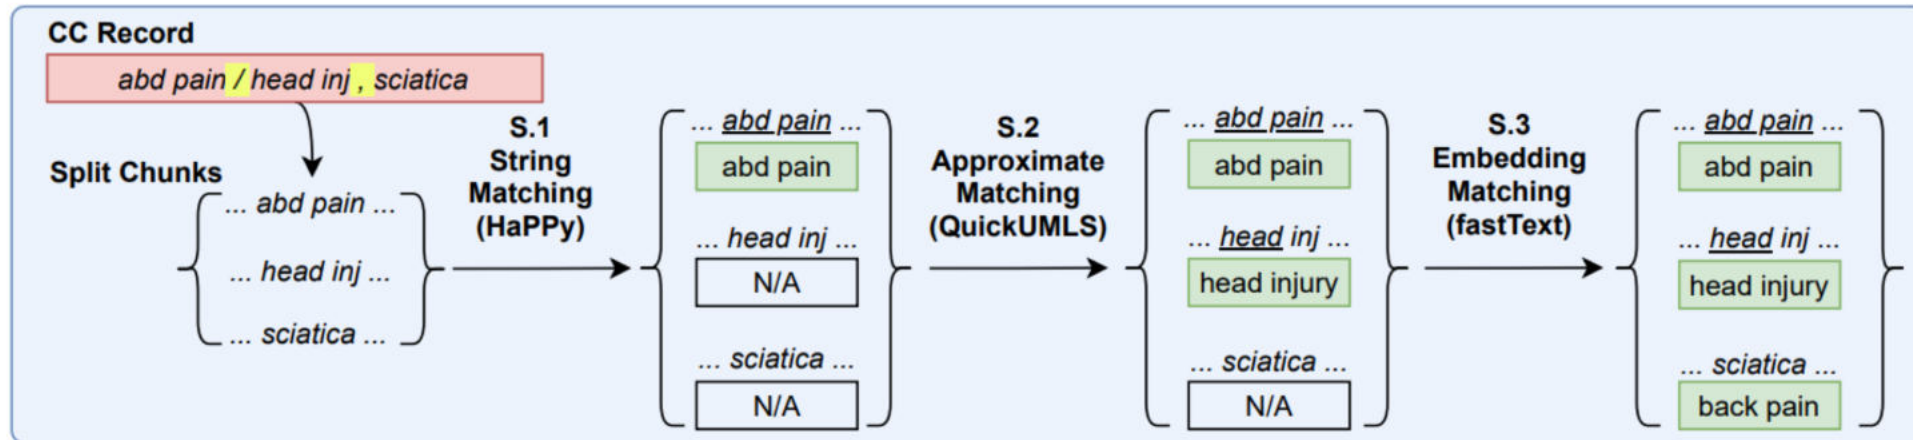 CC Record
abd pain / head inj , sciatica
Split Chunks
... abd pain ...
... head inj ...
... sciatica ...
S.1
String
Matching
(HaPPy)
... abd pain ...
abd pain
... head inj ...
N/A
... sciatica ...
N/A
S.2
Approximate
Matching
(QuickUMLS)
... abd pain ...
abd pain
... head inj ...
head injury
... sciatica ...
N/A
S.3
Embedding
Matching
(fastText)
... abd pain ...
abd pain
... head inj ...
head injury
... sciatica ...
back pain